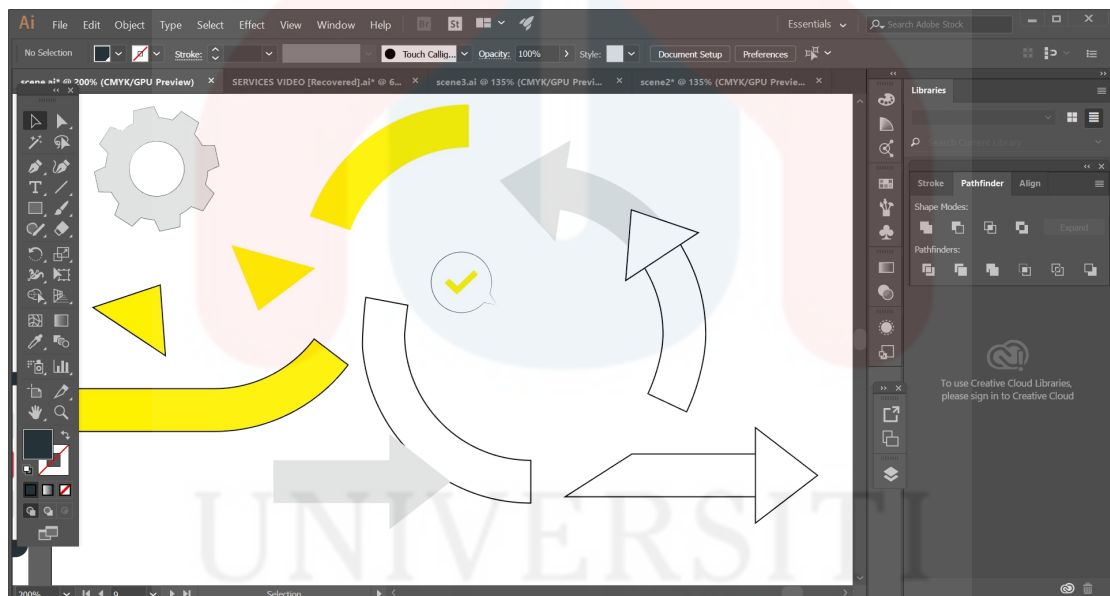 Ai File Edit Object Type Select Effect View Window Help Br St Essentials Search Adobe Stock
No Selection Stroke: Touch Callig... Opacity: 100% Style: Document Setup Preferences
scene.ai* @ 200% (CMYK/GPU Preview) × SERVICES VIDEO [Recovered].ai* @ 6... × scene3.ai @ 135% (CMYK/GPU Previ... × scene2* @ 135% (CMYK/GPU Previe... ×
Libraries
Search Current Library
Stroke Pathfinder Align
Shape Modes:
Expand
Pathfinders:
To use Creative Cloud Libraries,
please sign in to Creative Cloud
UNIVERSITI
200% 9 Selection